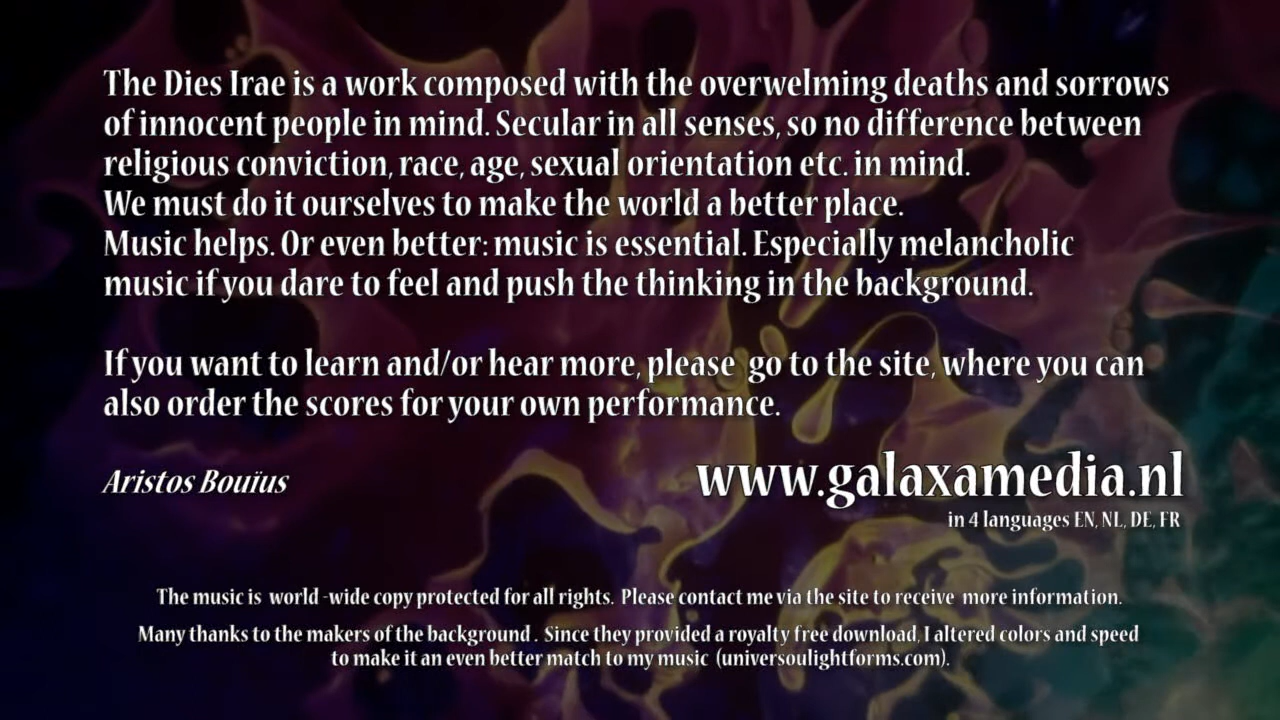 The Dies Irae is a work composed with the overwelming deaths and sorrows
of innocent people in mind. Secular in all senses, so no difference between
religious conviction, race, age, sexual orientation etc. in mind.
We must do it ourselves to make the world a better place.
Music helps. Or even better: music is essential. Especially melancholic
music if you dare to feel and push the thinking in the background.
If you want to learn and/or hear more, please go to the site, where you can
also order the scores for your own performance.
Aristos Bouïus
www.galaxamedia.nl
in 4 languages EN, NL, DE, FR
The music is world -wide copy protected for all rights. Please contact me via the site to receive more information.
Many thanks to the makers of the background . Since they provided a royalty free download, I altered colors and speed
to make it an even better match to my music (universoulightforms.com).